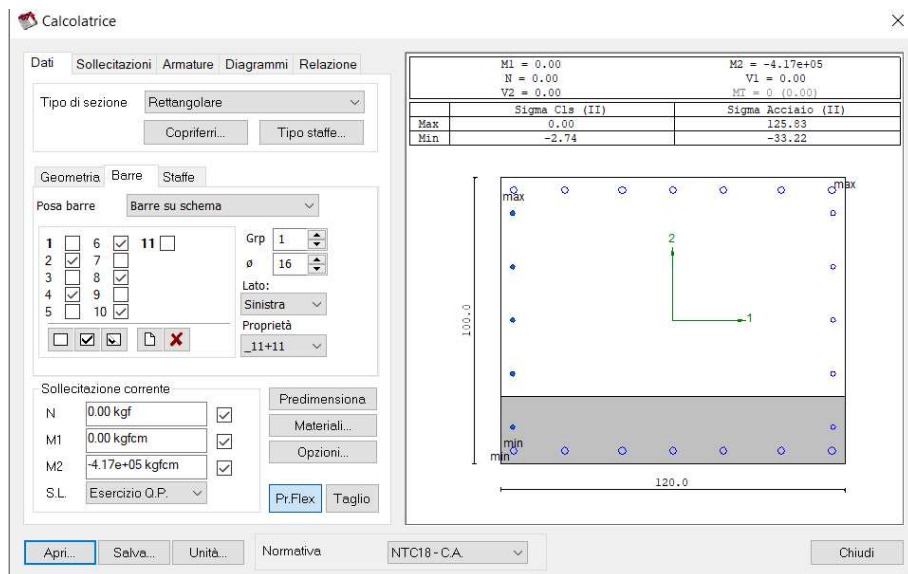 Calcolatrice
Dati Sollecitazioni Armature Diagrammi Relazione
Tipo di sezione Rettangolare
Copriferri... Tipo staffe...
Geometria Barre Staffe
Posa barre Barre su schema
1 6 11
2 7
3 8
4 9
5 10
Grp 1
ø 16
Lato:
Sinistra
Proprietà
_11+11
Sollecitazione corrente
N 0.00 kgf
M1 0.00 kgfcm
M2 -4.17e+05 kgfcm
S.L. Esercizio Q.P.
Predimensiona
Materiali...
Opzioni...
Pr.Flex Taglio
M1 = 0.00 M2 = -4.17e+05
N = 0.00 V1 = 0.00
V2 = 0.00 MT = 0 (0.00)
Sigma Cls (II) Sigma Acciaio (II)
Max 0.00 125.83
Min -2.74 -33.22
max max
2
1
100.0
min
min
120.0
Apri... Salva... Unità... Normativa NTC18 - C.A. Chiudi